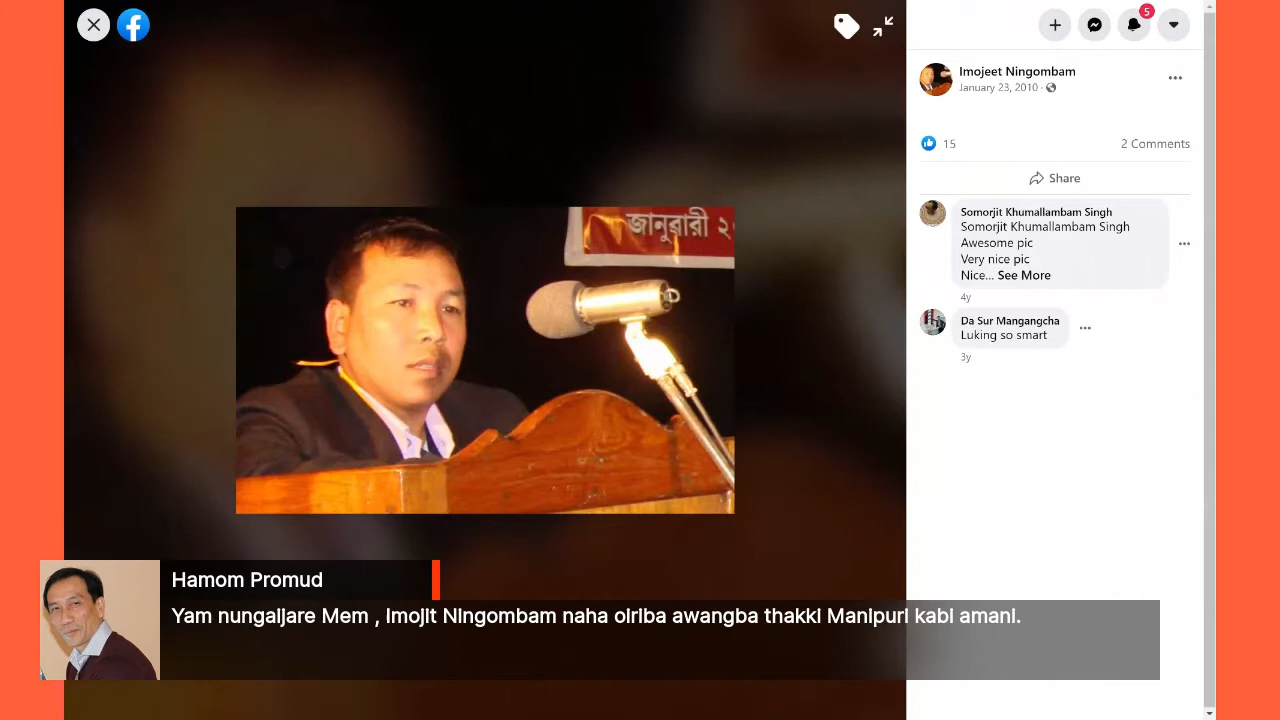 5
Imojeet Ningombam
January 23, 2010 ·
15
2 Comments
Share
Somorjit Khumallambam Singh
Somorjit Khumallambam Singh
Awesome pic
Very nice pic
Nice... See More
4y
Da Sur Mangangcha
Luking so smart
3y
জানুৱারী ২
Hamom Promud
Yam nungaijare Mem , Imojit Ningombam naha oiriba awangba thakki Manipuri kabi amani.